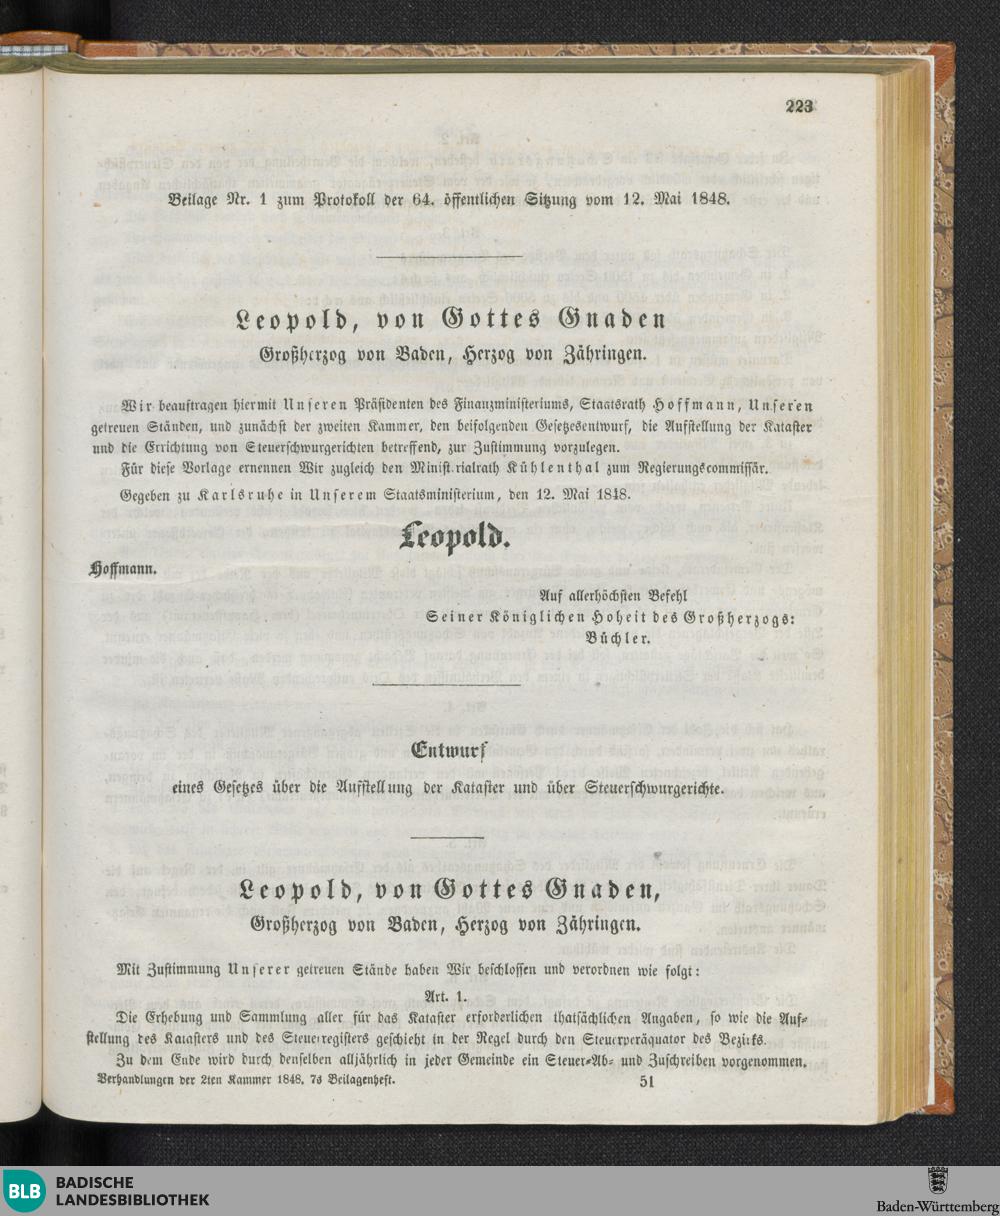 223
Beilage Nr. 1 zum Protokoll der 64. öffentlichen Sitzung vom 12. Mai 1848.
Leopold, von Gottes Gnaden
Großherzog von Baden, Herzog von Zähringen.
Wir beauftragen hiermit Unseren Präsidenten des Finanzministeriums, Staatsrath Hoffmann, Unseren
getreuen Ständen, und zunächst der zweiten Kammer, den beifolgenden Gesetzesentwurf, die Aufstellung der Kataster
und die Errichtung von Steuerschwurgerichten betreffend, zur Zustimmung vorzulegen.
Für diese Vorlage ernennen Wir zugleich den Ministerialrath Kühlenthal zum Regierungscommissär.
Gegeben zu Karlsruhe in Unserem Staatsministerium, den 12. Mai 1848.
Leopold.
Hoffmann.
Auf allerhöchsten Befehl
Seiner Königlichen Hoheit des Großherzogs:
Büchler.
Entwurf
eines Gesetzes über die Aufstellung der Kataster und über Steuerschwurgerichte.
Leopold, von Gottes Gnaden,
Großherzog von Baden, Herzog von Zähringen.
Mit Zustimmung Unserer getreuen Stände haben Wir beschlossen und verordnen wie folgt:
Art. 1.
Die Erhebung und Sammlung aller für das Kataster erforderlichen thatsächlichen Angaben, so wie die Auf-
stellung des Katasters und des Steuerregisters geschieht in der Regel durch den Steuerperäquator des Bezirks.
Zu dem Ende wird durch denselben alljährlich in jeder Gemeinde ein Steuer-Ab- und Zuschreiben vorgenommen.
Verhandlungen der 2ten Kammer 1848. 7s Beilagenheft.
51
BLB
BADISCHE
LANDESBIBLIOTHEK
Baden-Württemberg